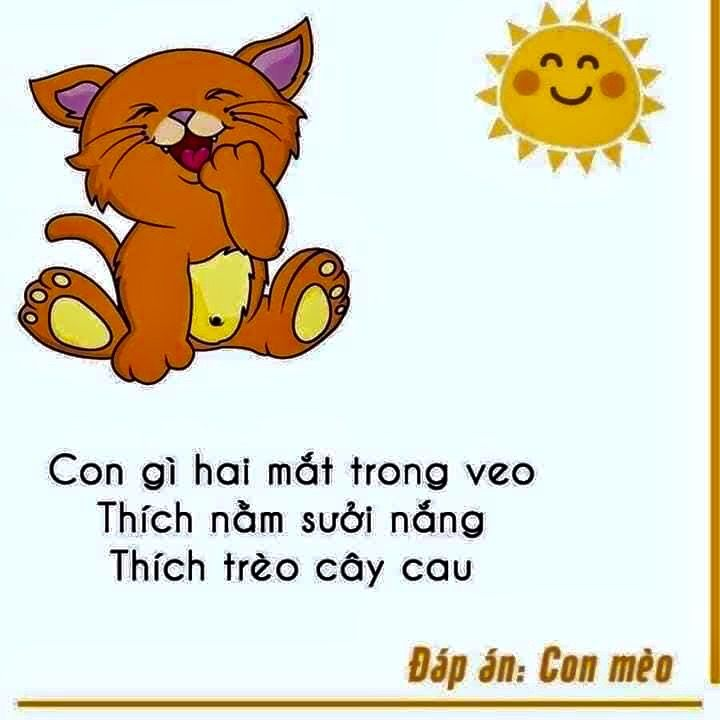 Con gì hai mắt trong veo
Thích nằm sưởi nắng
Thích trèo cây cau
Đáp án: Con mèo